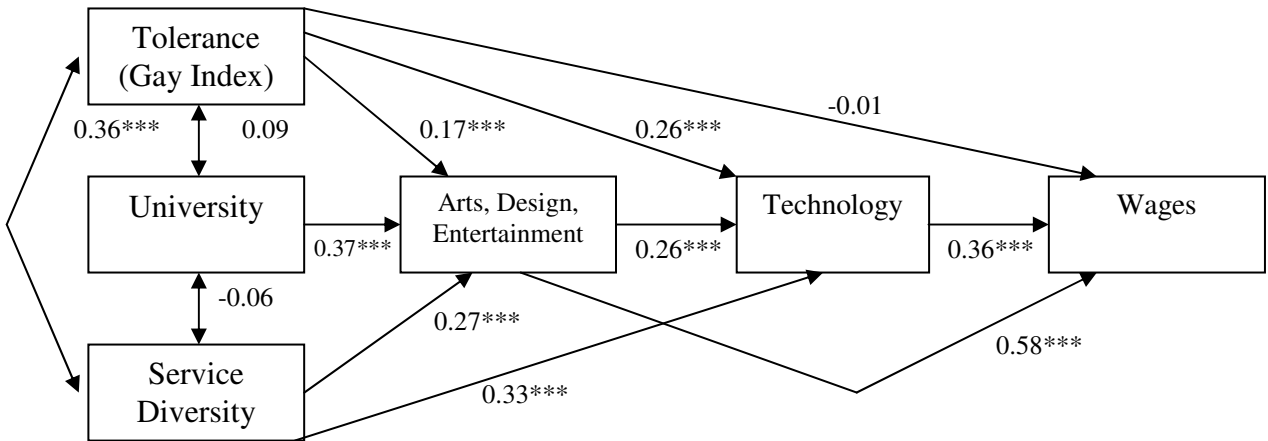 Tolerance
(Gay Index)
-0.01
0.36***
0.09
0.17***
0.26***
University
Arts, Design,
Entertainment
Technology
Wages
0.37***
0.26***
0.36***
-0.06
0.27***
0.58***
Service
Diversity
0.33***